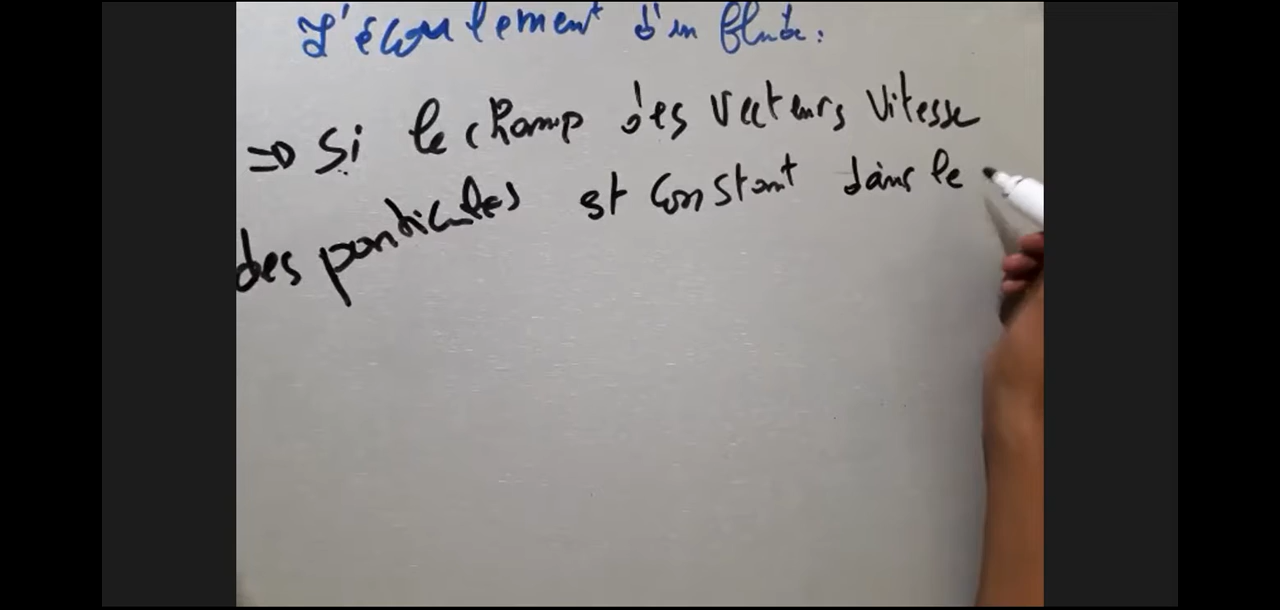 L'écoulement d'un fluide :
=> Si le champ des vecteurs vitesse
des particules est constant dans le